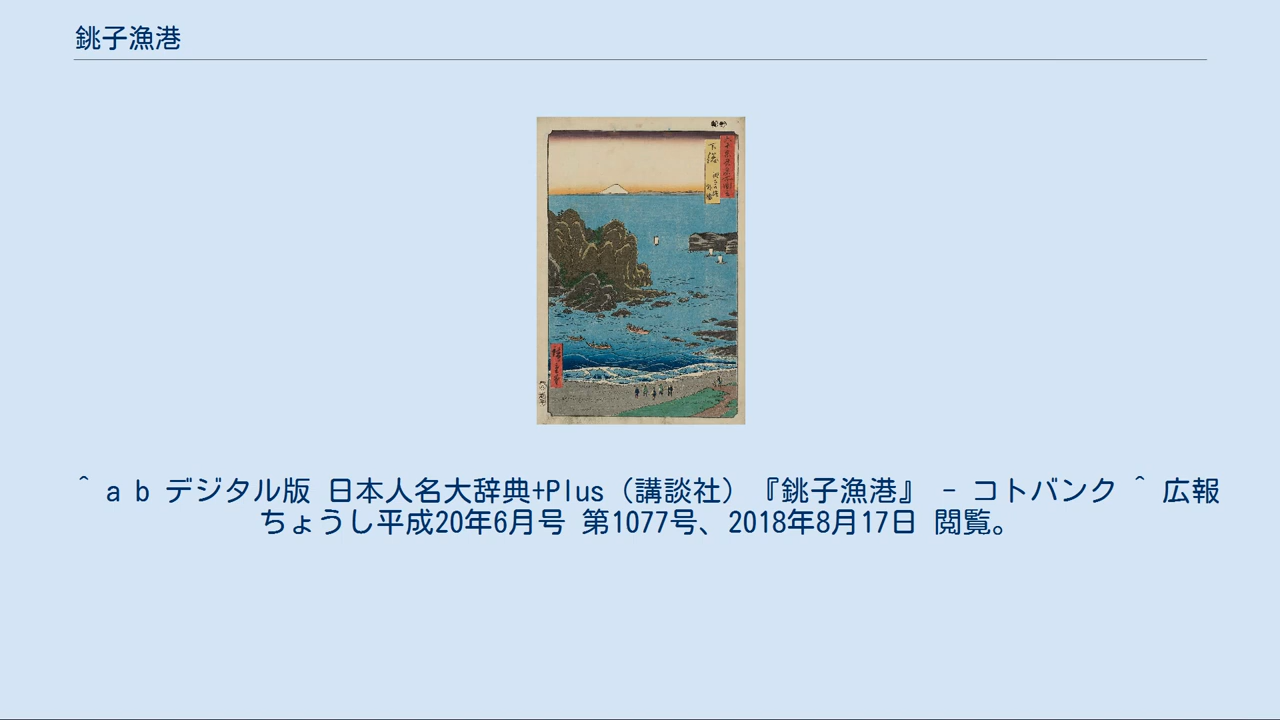 銚子漁港
^ a b デジタル版 日本人名大辞典+Plus（講談社）『銚子漁港』 - コトバンク ^ 広報
ちょうし平成20年6月号 第1077号、2018年8月17日 閲覧。